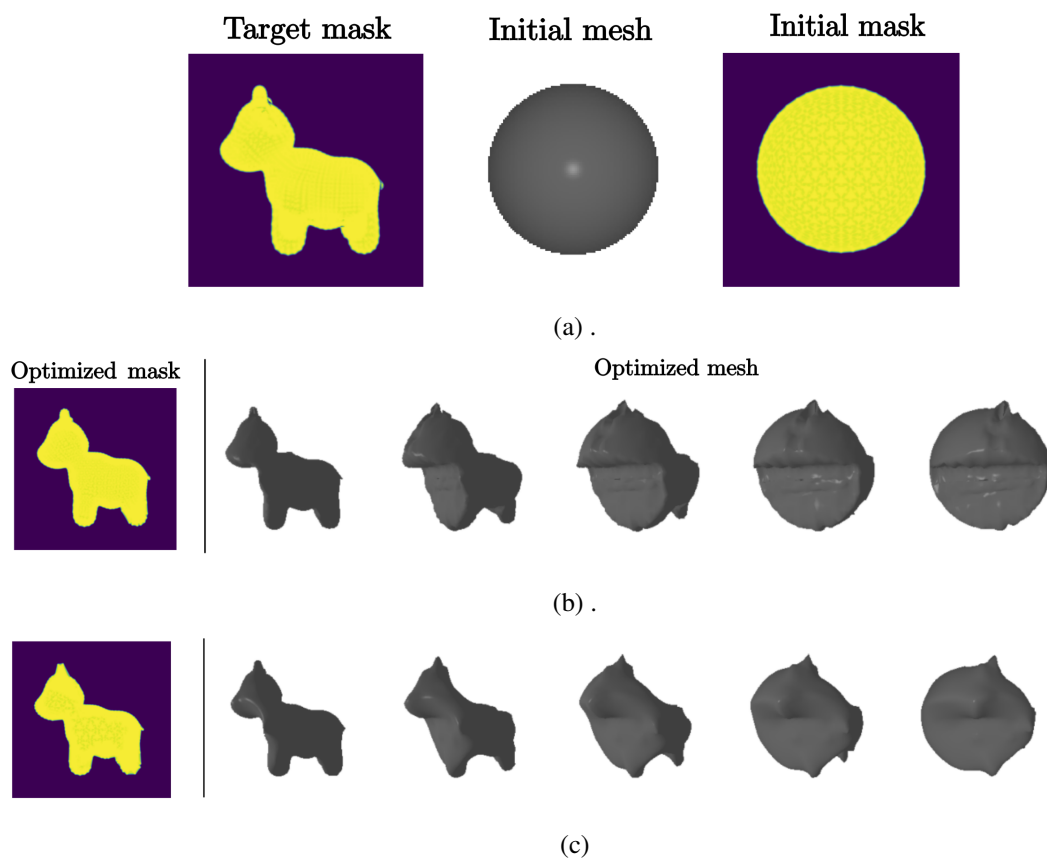 Target mask Initial mesh Initial mask
(a) .
Optimized mask Optimized mesh
(b) .
(c)